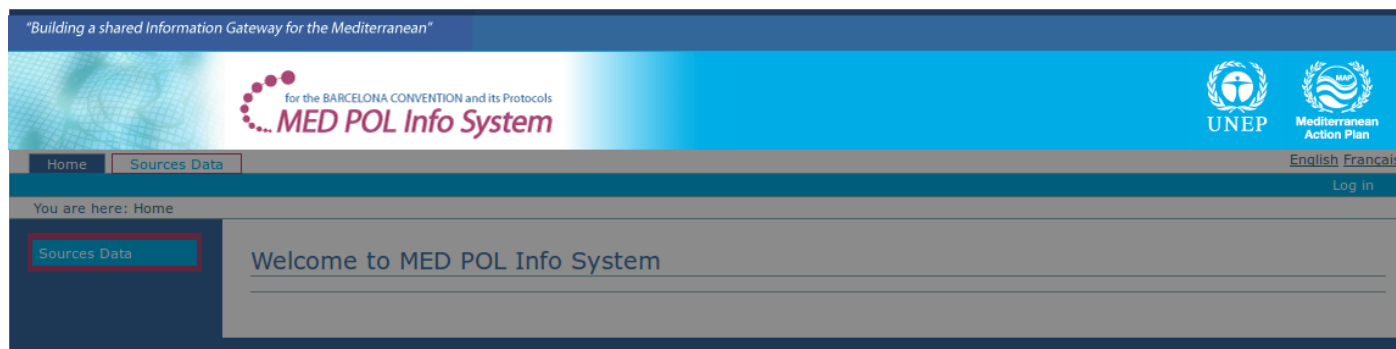 "Building a shared Information Gateway for the Mediterranean"
for the BARCELONA CONVENTION and its Protocols
MED POL Info System
UNEP
MAP
Mediterranean
Action Plan
Home Sources Data
English Français
Log in
You are here: Home
Sources Data
Welcome to MED POL Info System